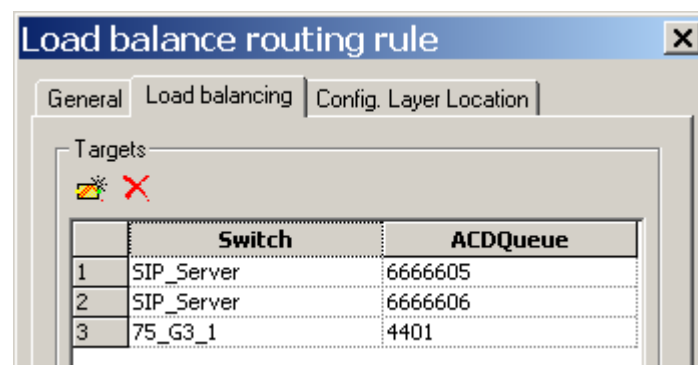 Load balance routing rule
General Load balancing Config. Layer Location
Targets
Switch ACDQueue
1 SIP_Server 6666605
2 SIP_Server 6666606
3 75_G3_1 4401